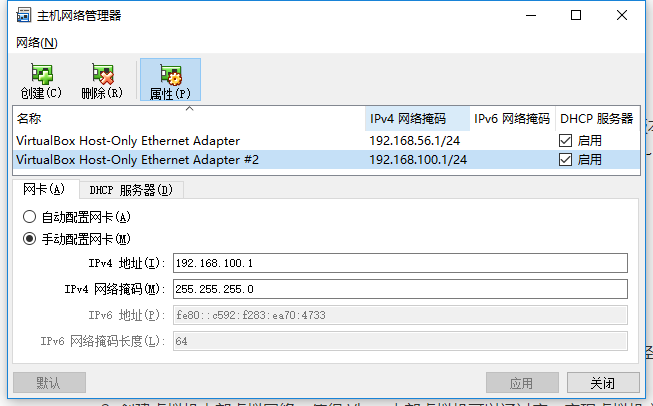 主机网络管理器
网络(N)
创建(C) 删除(R) 属性(P)
名称 IPv4 网络掩码 IPv6 网络掩码 DHCP 服务器
VirtualBox Host-Only Ethernet Adapter 192.168.56.1/24 启用
VirtualBox Host-Only Ethernet Adapter #2 192.168.100.1/24 启用
网卡(A) DHCP 服务器(D)
自动配置网卡(A)
手动配置网卡(M)
IPv4 地址(I): 192.168.100.1
IPv4 网络掩码(M): 255.255.255.0
IPv6 地址(P): fe80::c592:f283:ea70:4733
IPv6 网络掩码长度(L): 64
默认 应用 关闭